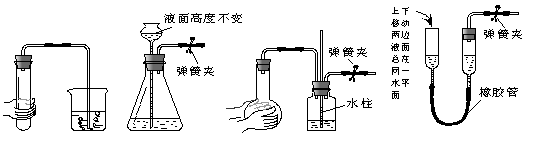 液面高度不变
弹簧夹
弹簧夹
水柱
上下
移动
两边
液面
总在
同一
水平
面
弹簧夹
橡胶管